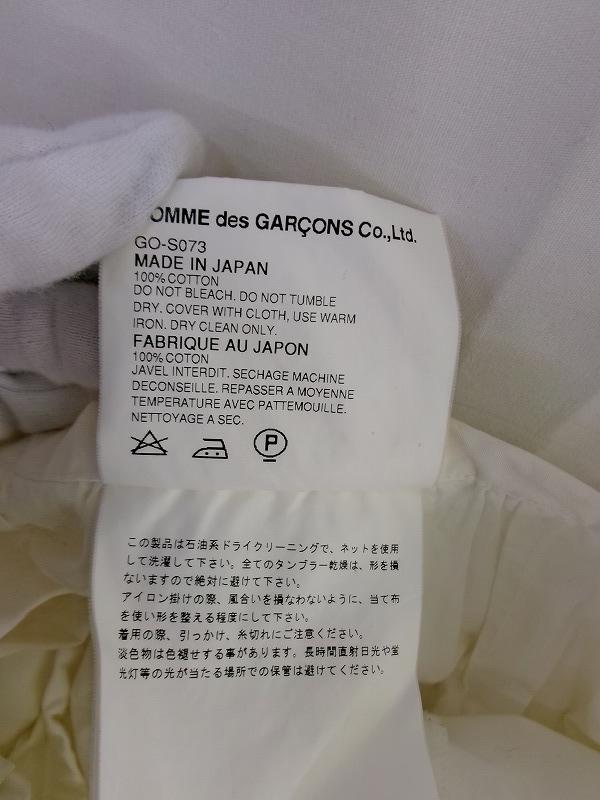 OMME des GARÇONS Co.,Ltd.
GO-S073
MADE IN JAPAN
100% COTTON
DO NOT BLEACH. DO NOT TUMBLE
DRY. COVER WITH CLOTH, USE WARM
IRON. DRY CLEAN ONLY.
FABRIQUE AU JAPON
100% COTON
JAVEL INTERDIT. SECHAGE MACHINE
DECONSEILLE. REPASSER A MOYENNE
TEMPERATURE AVEC PATTEMOUILLE.
NETTOYAGE A SEC.
P
この製品は石油系ドライクリーニングで、ネットを使用
して洗濯して下さい。全てのタンブラー乾燥は、形を損
ないますので絶対に避けて下さい。
アイロン掛けの際、風合いを損なわないように、当て布
を使い形を整える程度にして下さい。
着用の際、引っかけ、糸切れにご注意ください。
淡色物は色褪せする事があります。長時間直射日光や蛍
光灯等の光が当たる場所での保管は避けてください。